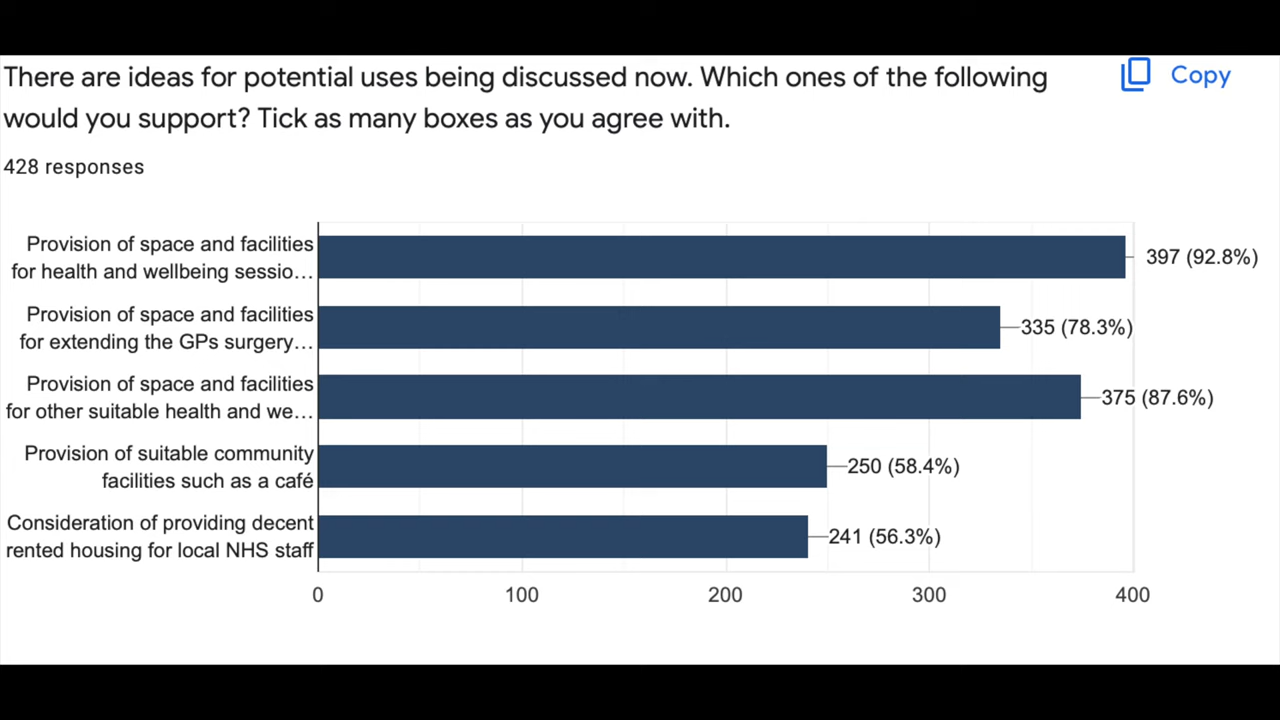 There are ideas for potential uses being discussed now. Which ones of the following
would you support? Tick as many boxes as you agree with.
Copy
428 responses
Provision of space and facilities
for health and wellbeing sessio…
397 (92.8%)
Provision of space and facilities
for extending the GPs surgery…
335 (78.3%)
Provision of space and facilities
for other suitable health and we…
375 (87.6%)
Provision of suitable community
facilities such as a café
250 (58.4%)
Consideration of providing decent
rented housing for local NHS staff
241 (56.3%)
0 100 200 300 400